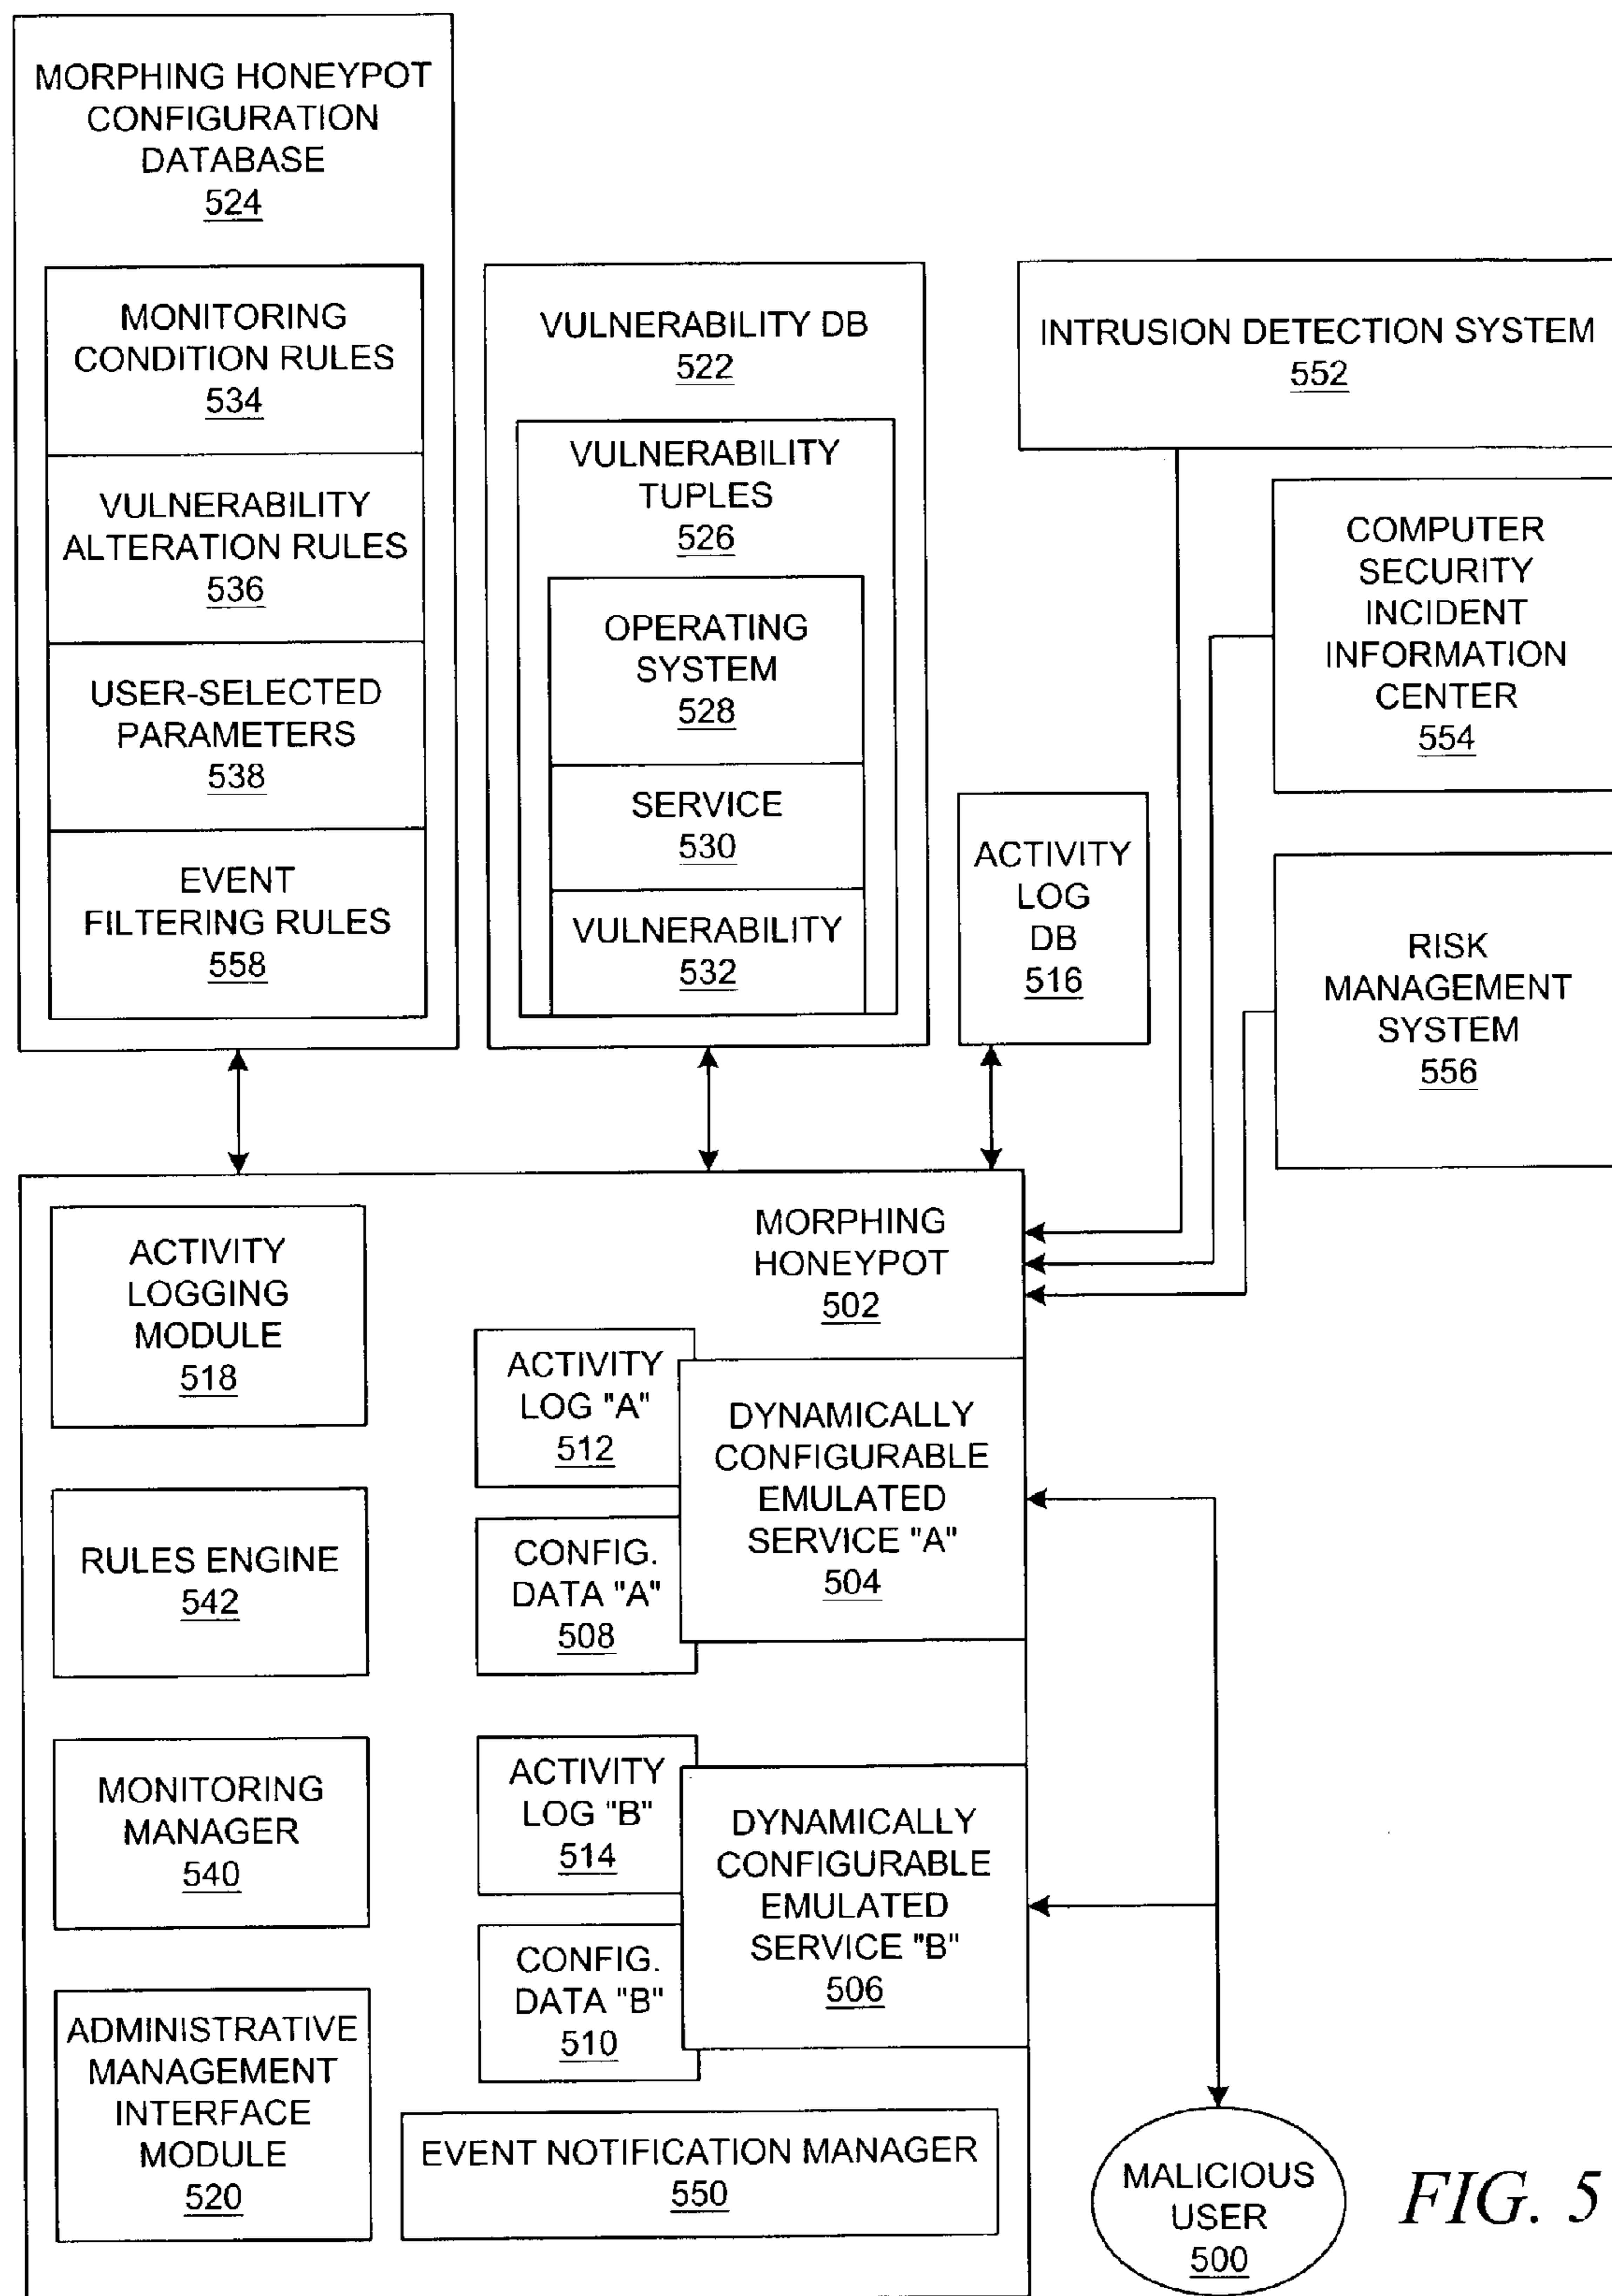 MORPHING HONEYPOT
CONFIGURATION
DATABASE
524
MONITORING
CONDITION RULES
534
VULNERABILITY
ALTERATION RULES
536
USER-SELECTED
PARAMETERS
538
EVENT
FILTERING RULES
558
VULNERABILITY DB
522
VULNERABILITY
TUPLES
526
OPERATING
SYSTEM
528
SERVICE
530
VULNERABILITY
532
ACTIVITY
LOG
DB
516
INTRUSION DETECTION SYSTEM
552
COMPUTER
SECURITY
INCIDENT
INFORMATION
CENTER
554
RISK
MANAGEMENT
SYSTEM
556
MORPHING
HONEYPOT
502
ACTIVITY
LOGGING
MODULE
518
RULES ENGINE
542
MONITORING
MANAGER
540
ADMINISTRATIVE
MANAGEMENT
INTERFACE
MODULE
520
ACTIVITY
LOG "A"
512
CONFIG.
DATA "A"
508
DYNAMICALLY
CONFIGURABLE
EMULATED
SERVICE "A"
504
ACTIVITY
LOG "B"
514
CONFIG.
DATA "B"
510
DYNAMICALLY
CONFIGURABLE
EMULATED
SERVICE "B"
506
EVENT NOTIFICATION MANAGER
550
MALICIOUS
USER
500
FIG. 5